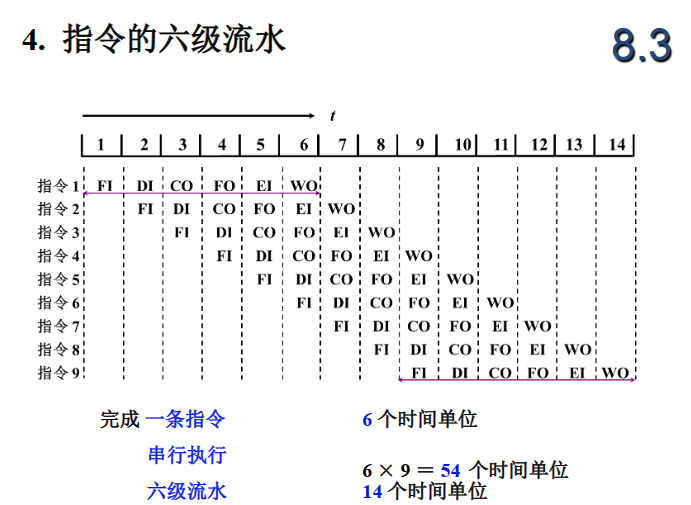 4. 指令的六级流水
8.3
t
1 2 3 4 5 6 7 8 9 10 11 12 13 14
指令 1 FI DI CO FO EI WO
指令 2 FI DI CO FO EI WO
指令 3 FI DI CO FO EI WO
指令 4 FI DI CO FO EI WO
指令 5 FI DI CO FO EI WO
指令 6 FI DI CO FO EI WO
指令 7 FI DI CO FO EI WO
指令 8 FI DI CO FO EI WO
指令 9 FI DI CO FO EI WO
完成 一条指令 6 个时间单位
串行执行
6 × 9 = 54 个时间单位
六级流水 14 个时间单位